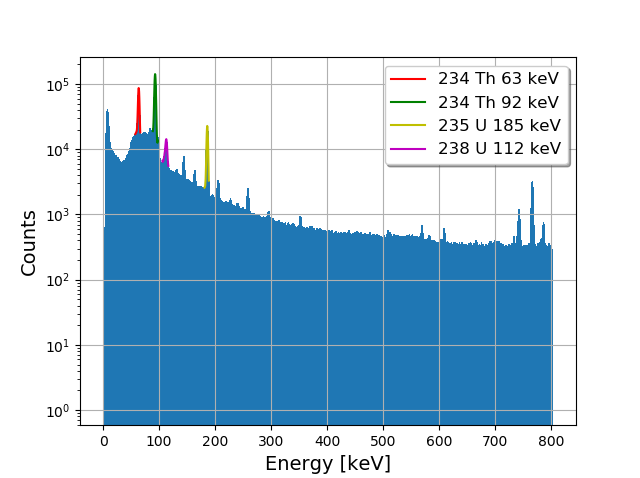 234 Th 63 keV
234 Th 92 keV
235 U 185 keV
238 U 112 keV
Counts
10^5
10^4
10^3
10^2
10^1
10^0
0 100 200 300 400 500 600 700 800
Energy [keV]